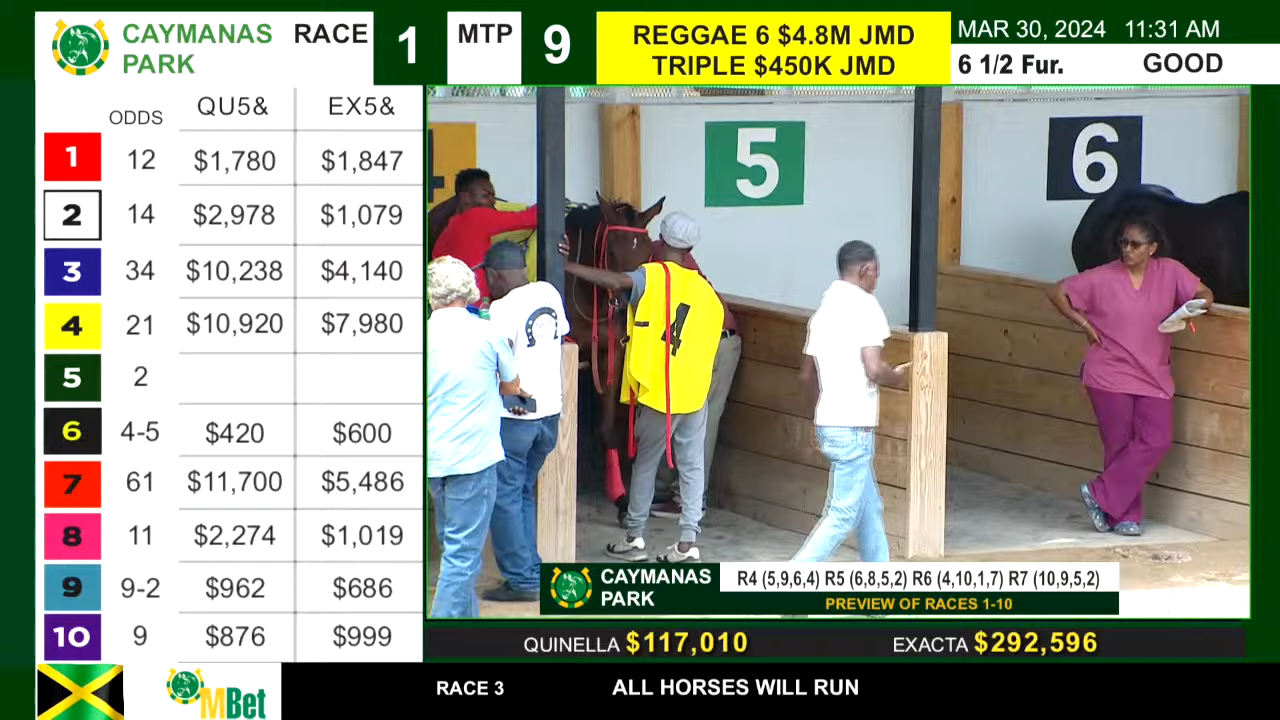 CAYMANAS PARK
RACE 1
MTP 9
REGGAE 6 $4.8M JMD
TRIPLE $450K JMD
MAR 30, 2024 11:31 AM
6 1/2 Fur. GOOD
ODDS QU5& EX5&
1 12 $1,780 $1,847
2 14 $2,978 $1,079
3 34 $10,238 $4,140
4 21 $10,920 $7,980
5 2
6 4-5 $420 $600
7 61 $11,700 $5,486
8 11 $2,274 $1,019
9 9-2 $962 $686
10 9 $876 $999
5
6
4
CAYMANAS PARK
R4 (5,9,6,4) R5 (6,8,5,2) R6 (4,10,1,7) R7 (10,9,5,2)
PREVIEW OF RACES 1-10
QUINELLA $117,010 EXACTA $292,596
MBet
RACE 3 ALL HORSES WILL RUN